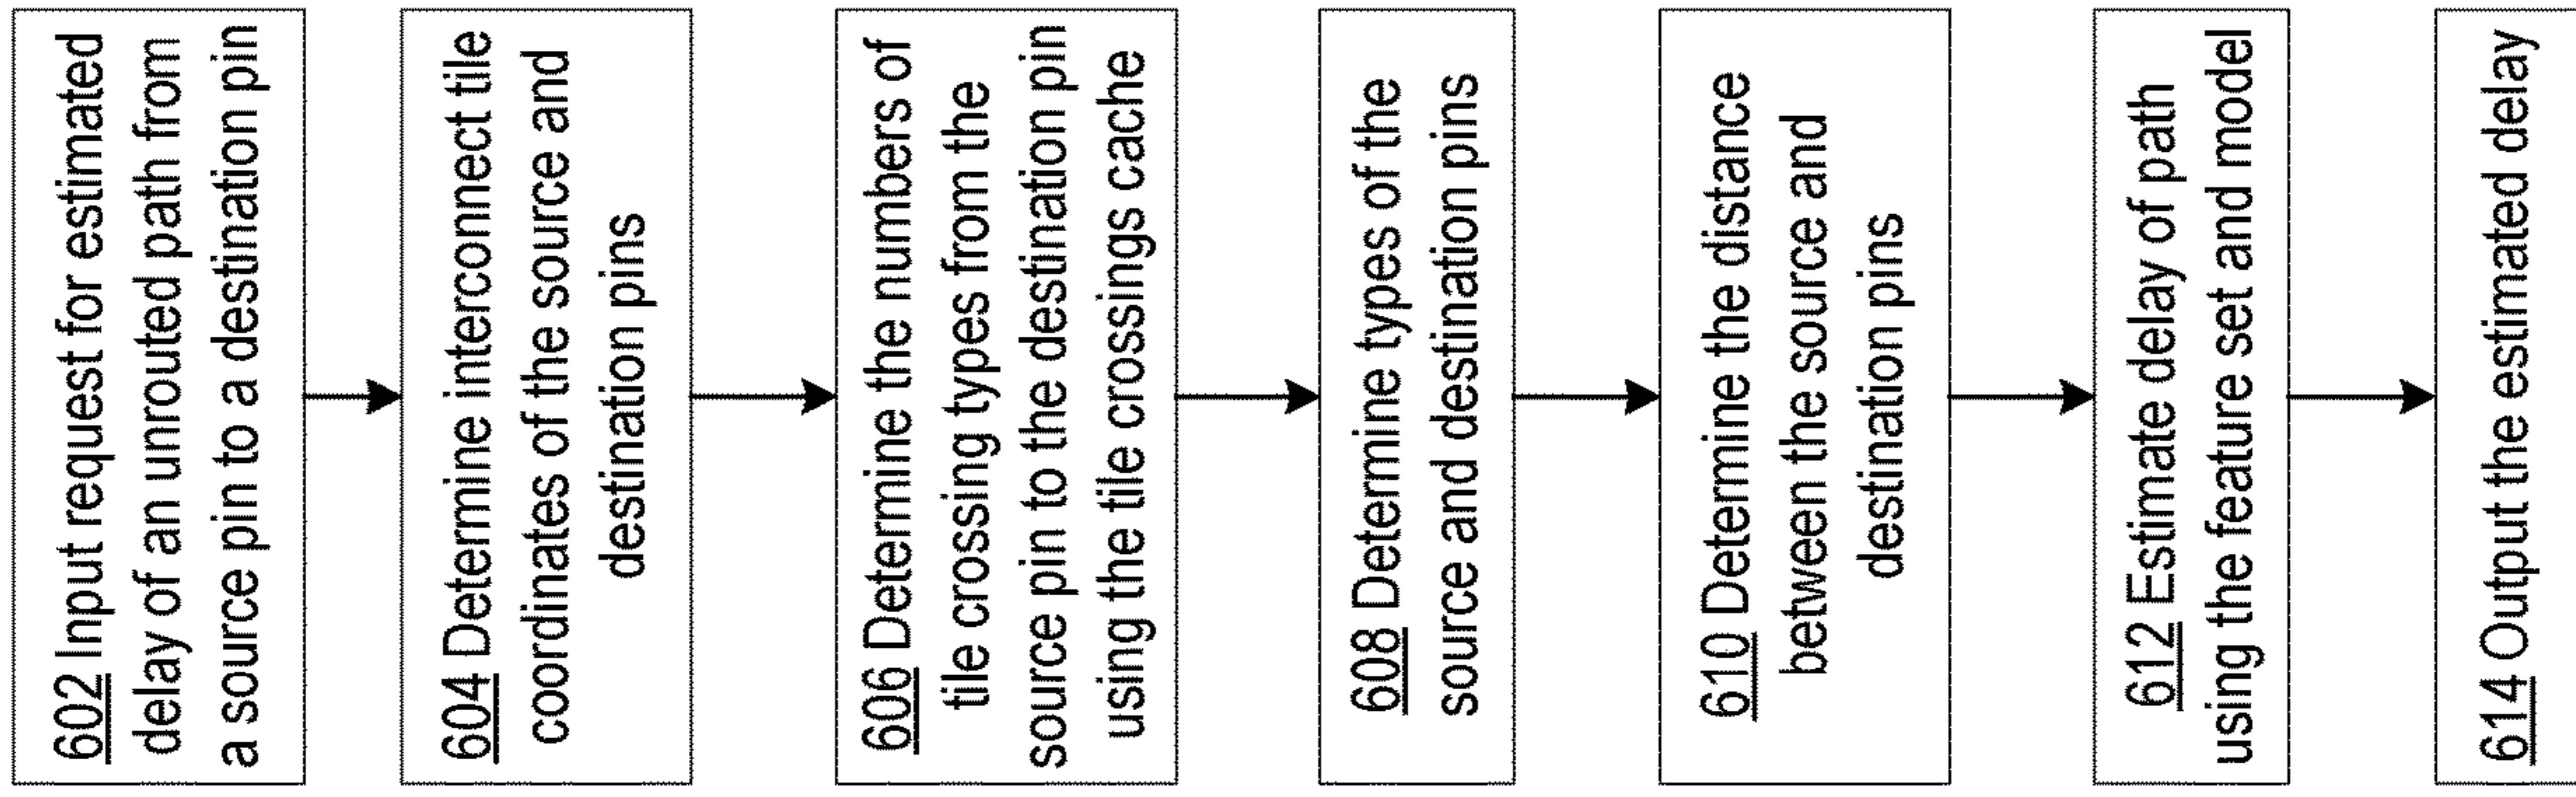 602 Input request for estimated
delay of an unrouted path from
a source pin to a destination pin
604 Determine interconnect tile
coordinates of the source and
destination pins
606 Determine the numbers of
tile crossing types from the
source pin to the destination pin
using the tile crossings cache
608 Determine types of the
source and destination pins
610 Determine the distance
between the source and
destination pins
612 Estimate delay of path
using the feature set and model
614 Output the estimated delay